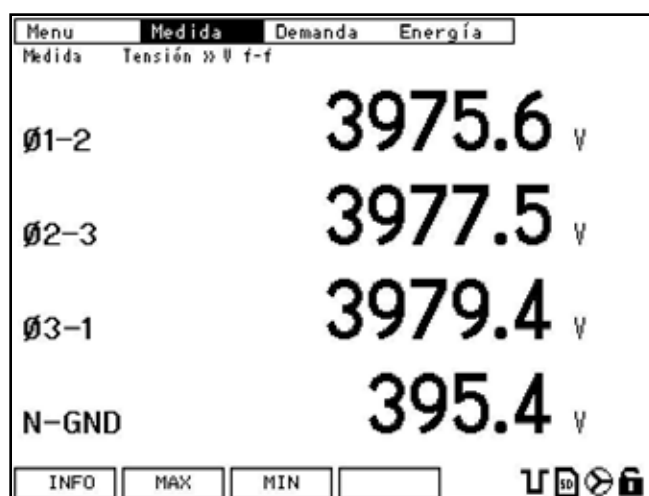 Menu Medida Demanda Energía
Medida Tensión » V f-f
Ø1-2 3975.6 V
Ø2-3 3977.5 V
Ø3-1 3979.4 V
N-GND 395.4 V
INFO MAX MIN SD